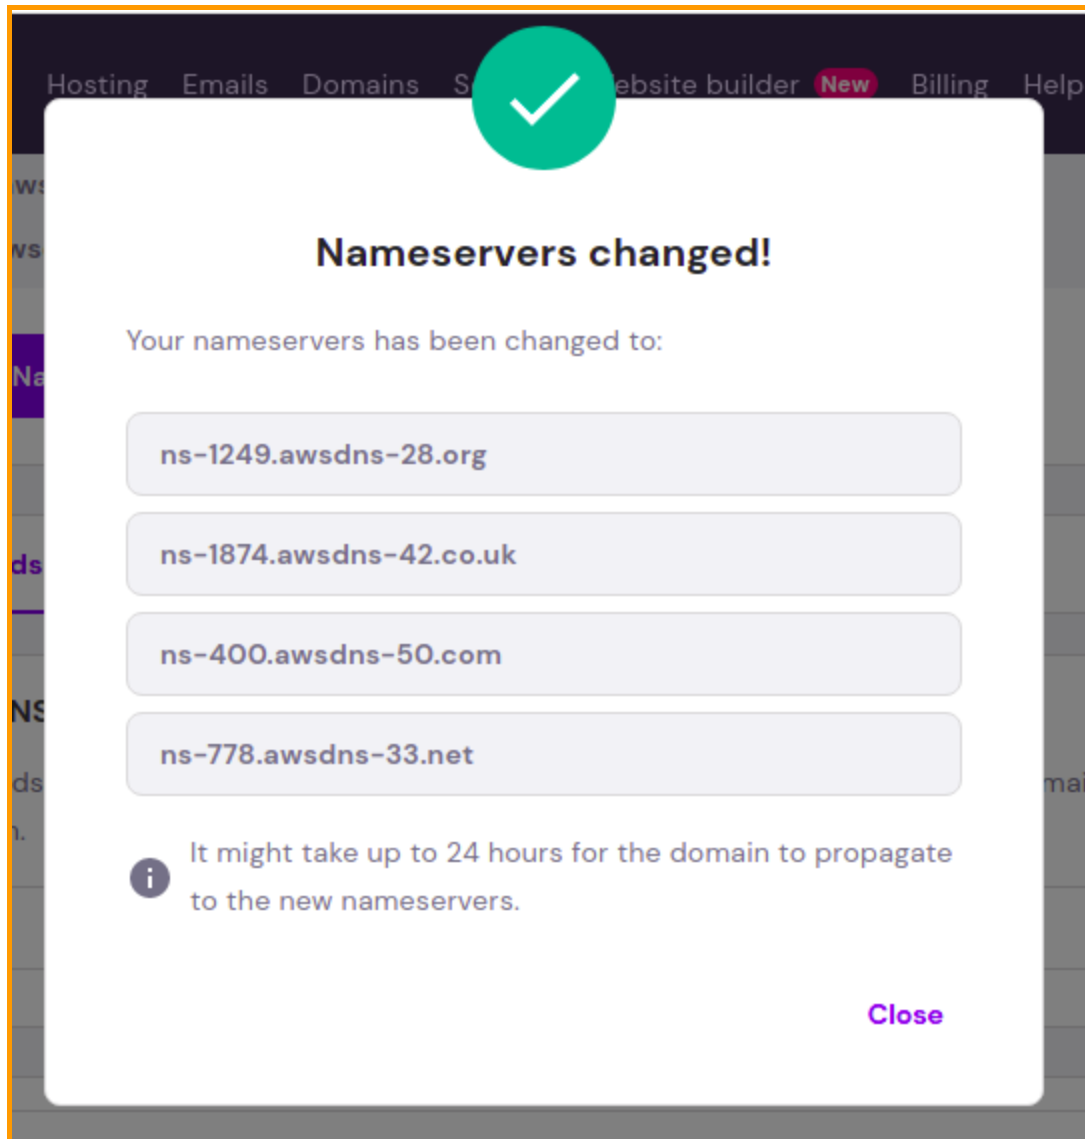 Hosting Emails Domains ebsite builder New Billing Help
Nameservers changed!
Your nameservers has been changed to:
ns-1249.awsdns-28.org
ns-1874.awsdns-42.co.uk
ns-400.awsdns-50.com
ns-778.awsdns-33.net
It might take up to 24 hours for the domain to propagate
to the new nameservers.
Close